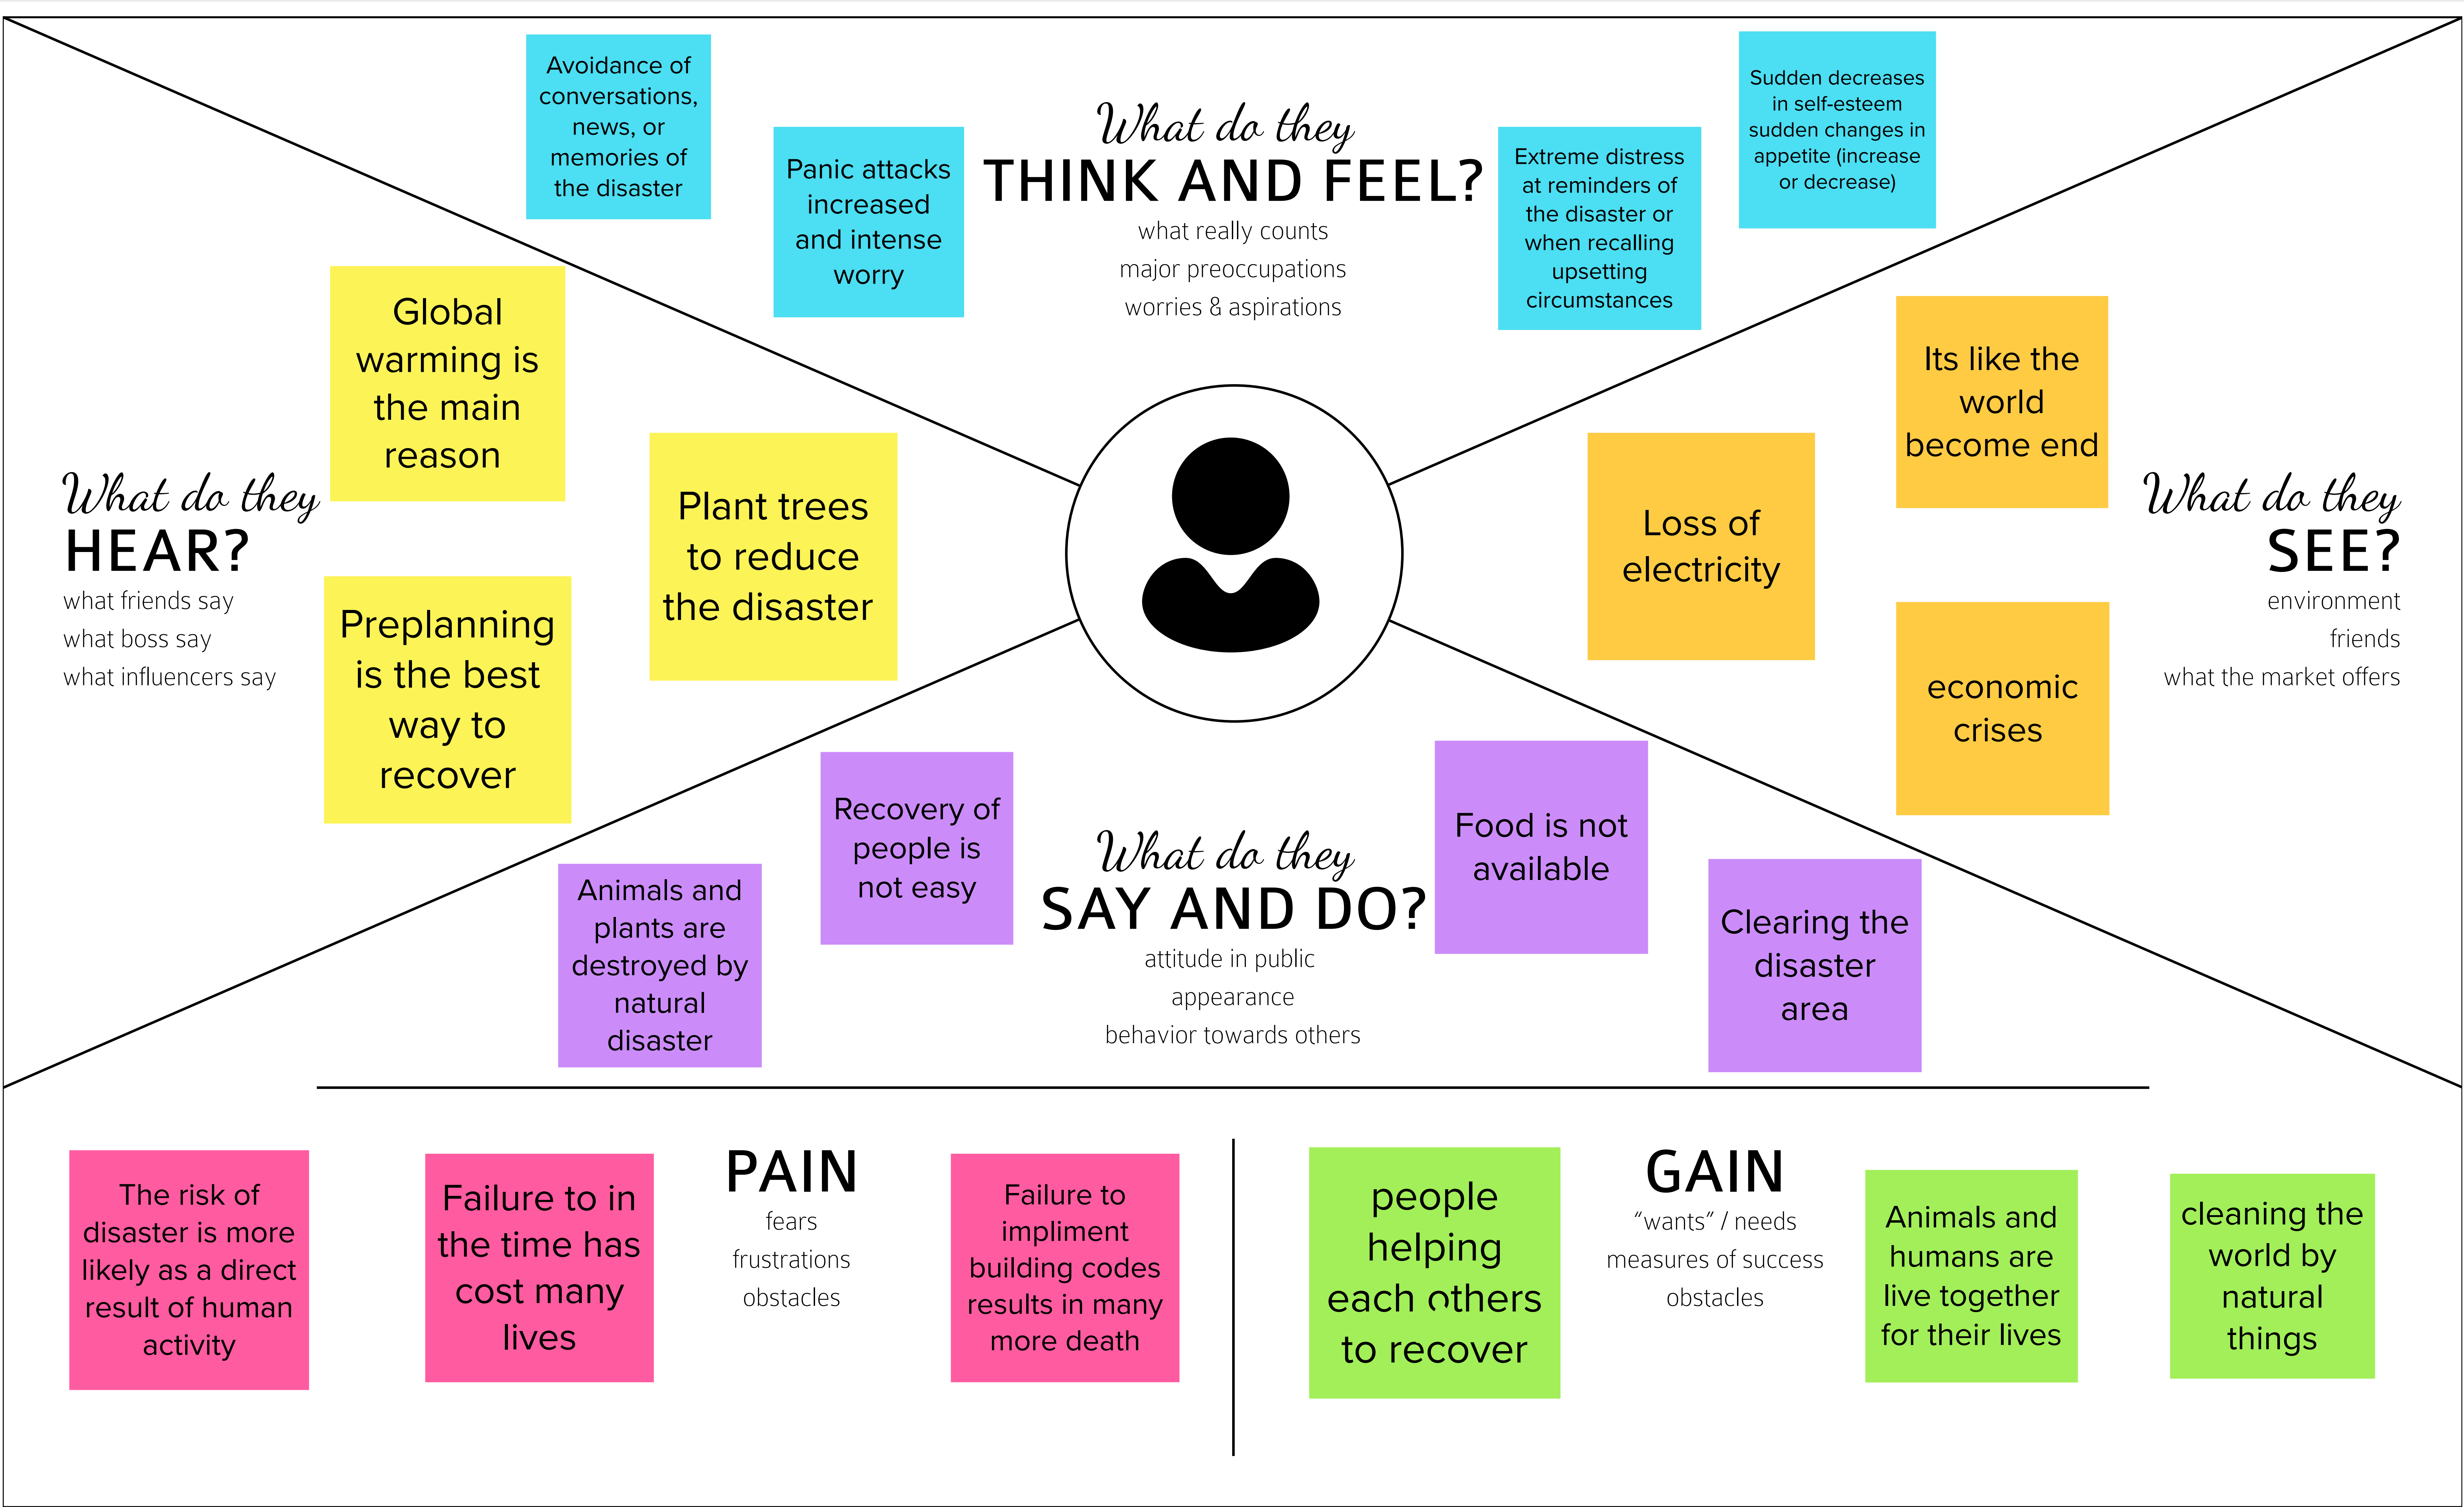 Avoidance of
conversations,
news, or
memories of
the disaster
Panic attacks
increased
and intense
worry
What do they
THINK AND FEEL?
what really counts
major preoccupations
worries & aspirations
Extreme distress
at reminders of
the disaster or
when recalling
upsetting
circumstances
Sudden decreases
in self-esteem
sudden changes in
appetite (increase
or decrease)
What do they
HEAR?
what friends say
what boss say
what influencers say
Global
warming is
the main
reason
Preplanning
is the best
way to
recover
Plant trees
to reduce
the disaster
Loss of
electricity
Its like the
world
become end
economic
crises
What do they
SEE?
environment
friends
what the market offers
Animals and
plants are
destroyed by
natural
disaster
Recovery of
people is
not easy
What do they
SAY AND DO?
attitude in public
appearance
behavior towards others
Food is not
available
Clearing the
disaster
area
The risk of
disaster is more
likely as a direct
result of human
activity
Failure to in
the time has
cost many
lives
PAIN
fears
frustrations
obstacles
Failure to
impliment
building codes
results in many
more death
people
helping
each others
to recover
GAIN
“wants” / needs
measures of success
obstacles
Animals and
humans are
live together
for their lives
cleaning the
world by
natural
things